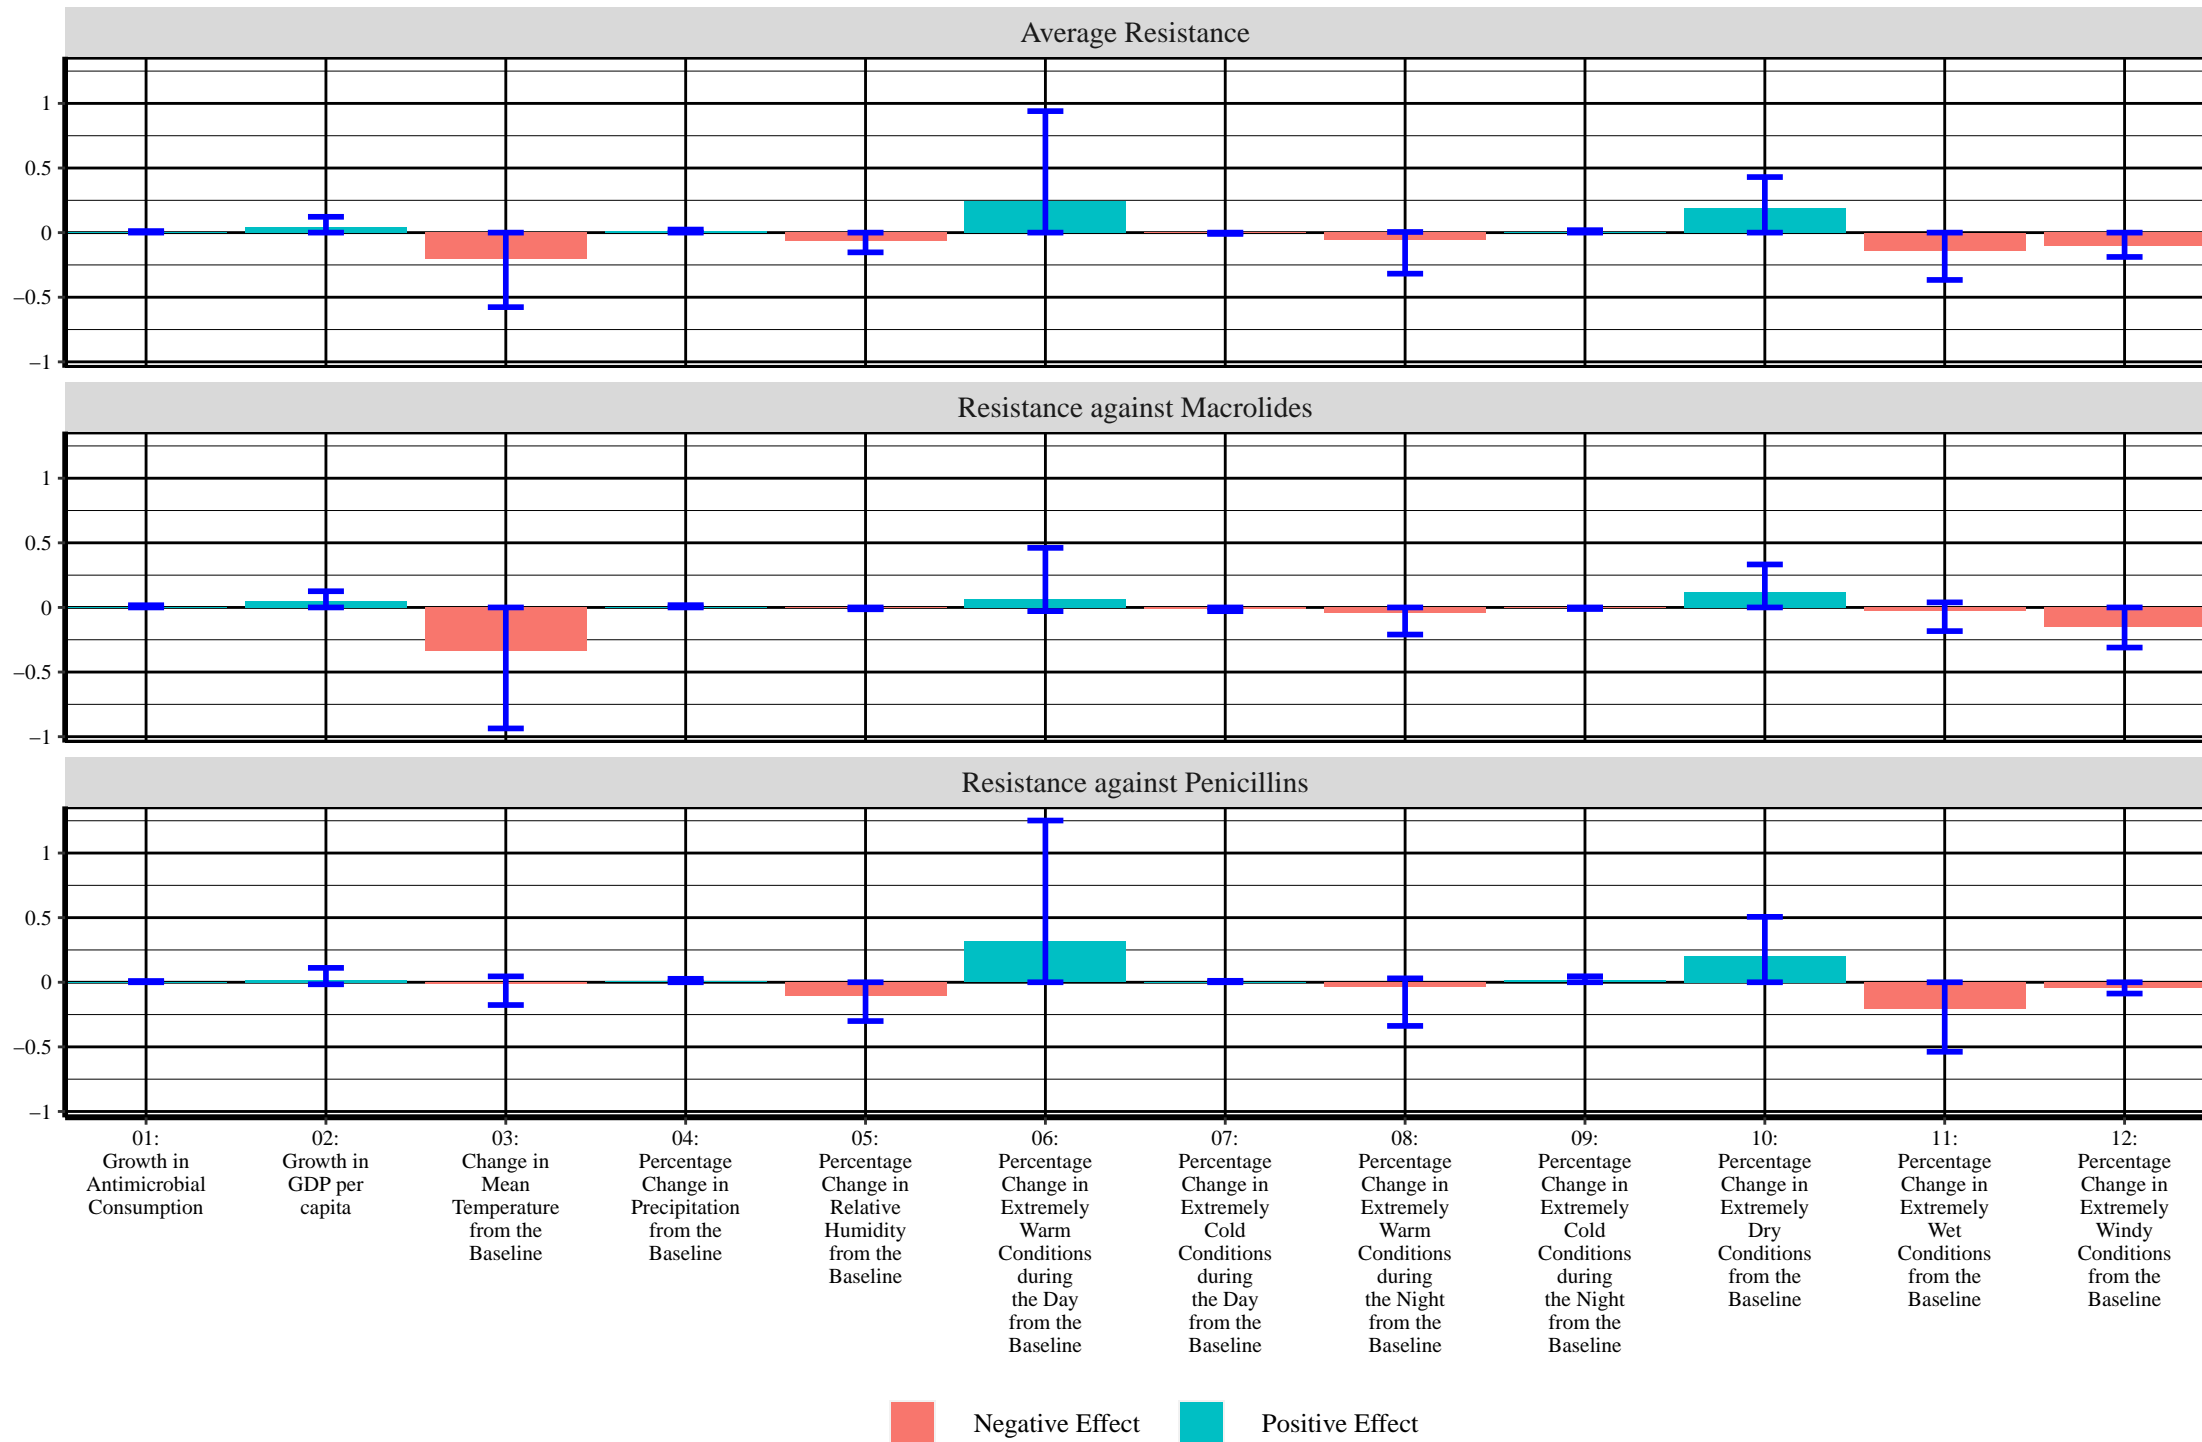 Average Resistance
1
0.5
0
−0.5
−1
Resistance against Macrolides
1
0.5
0
−0.5
−1
Resistance against Penicillins
1
0.5
0
−0.5
−1
01:
Growth in
Antimicrobial
Consumption
02:
Growth in
GDP per
capita
03:
Change in
Mean
Temperature
from the
Baseline
04:
Percentage
Change in
Precipitation
from the
Baseline
05:
Percentage
Change in
Relative
Humidity
from the
Baseline
06:
Percentage
Change in
Extremely
Warm
Conditions
during
the Day
from the
Baseline
07:
Percentage
Change in
Extremely
Cold
Conditions
during
the Day
from the
Baseline
08:
Percentage
Change in
Extremely
Warm
Conditions
during
the Night
from the
Baseline
09:
Percentage
Change in
Extremely
Cold
Conditions
during
the Night
from the
Baseline
10:
Percentage
Change in
Extremely
Dry
Conditions
from the
Baseline
11:
Percentage
Change in
Extremely
Wet
Conditions
from the
Baseline
12:
Percentage
Change in
Extremely
Windy
Conditions
from the
Baseline
Negative Effect
Positive Effect